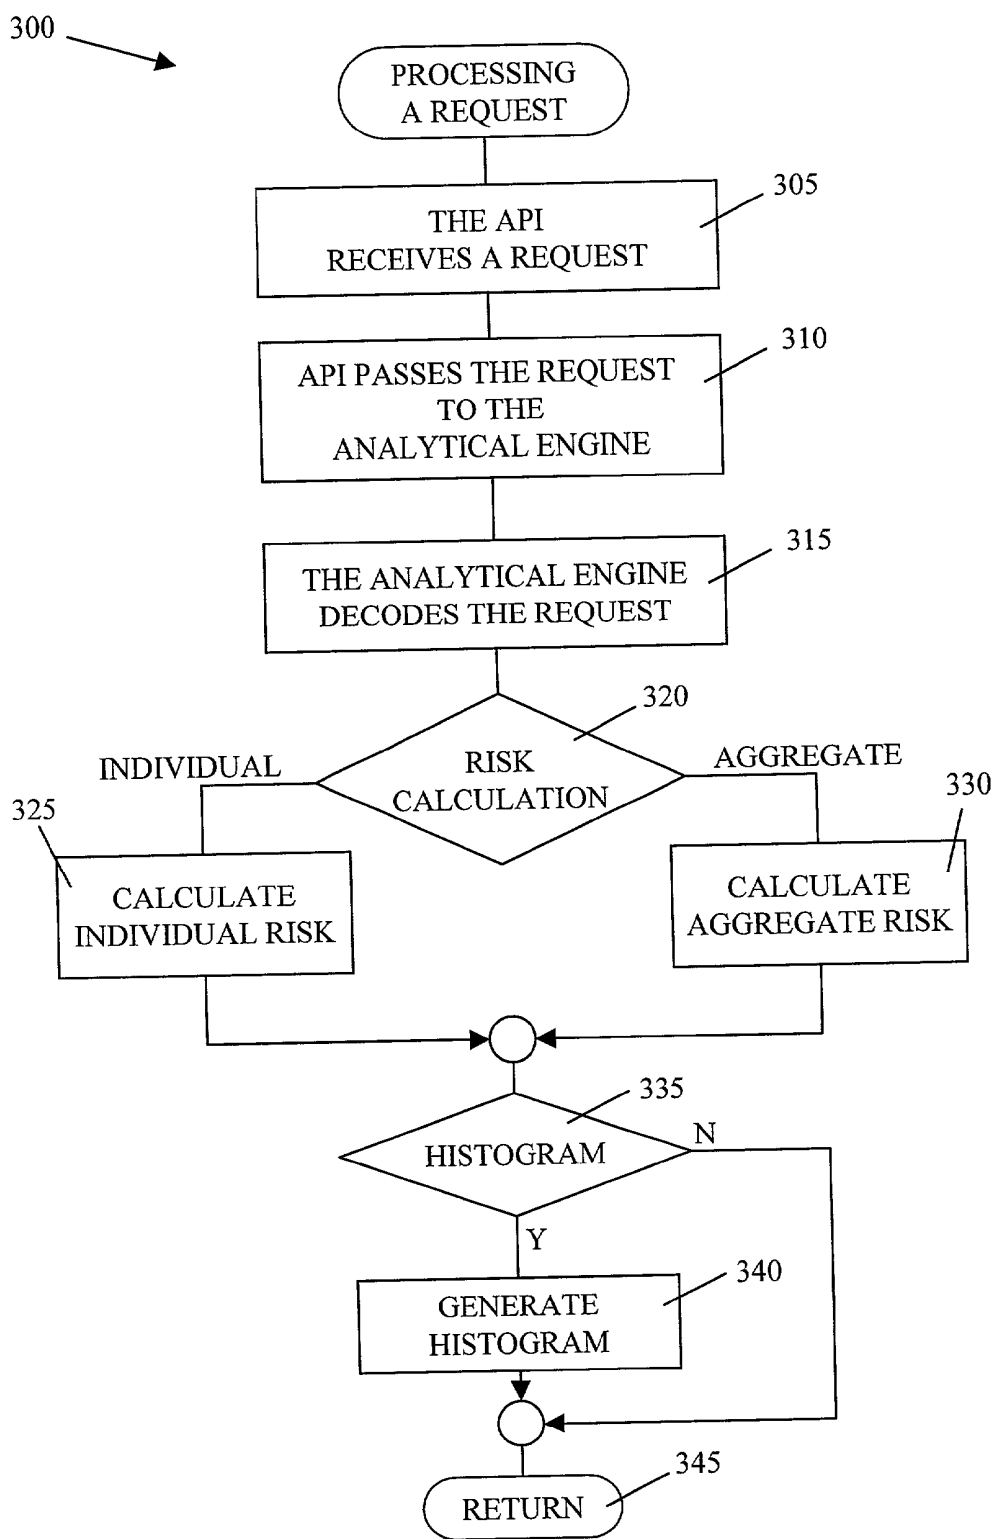 300
PROCESSING
A REQUEST
305
THE API
RECEIVES A REQUEST
310
API PASSES THE REQUEST
TO THE
ANALYTICAL ENGINE
315
THE ANALYTICAL ENGINE
DECODES THE REQUEST
320
INDIVIDUAL
RISK
CALCULATION
AGGREGATE
325
330
CALCULATE
INDIVIDUAL RISK
CALCULATE
AGGREGATE RISK
335
HISTOGRAM
N
Y
340
GENERATE
HISTOGRAM
345
RETURN